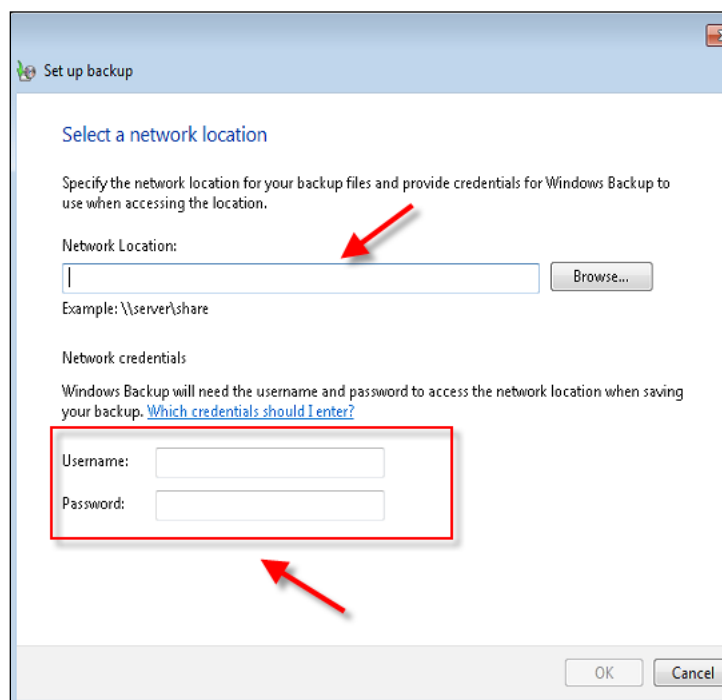 Set up backup
Select a network location
Specify the network location for your backup files and provide credentials for Windows Backup to
use when accessing the location.
Network Location:
Browse...
Example: \\server\share
Network credentials
Windows Backup will need the username and password to access the network location when saving
your backup. Which credentials should I enter?
Username:
Password:
OK
Cancel